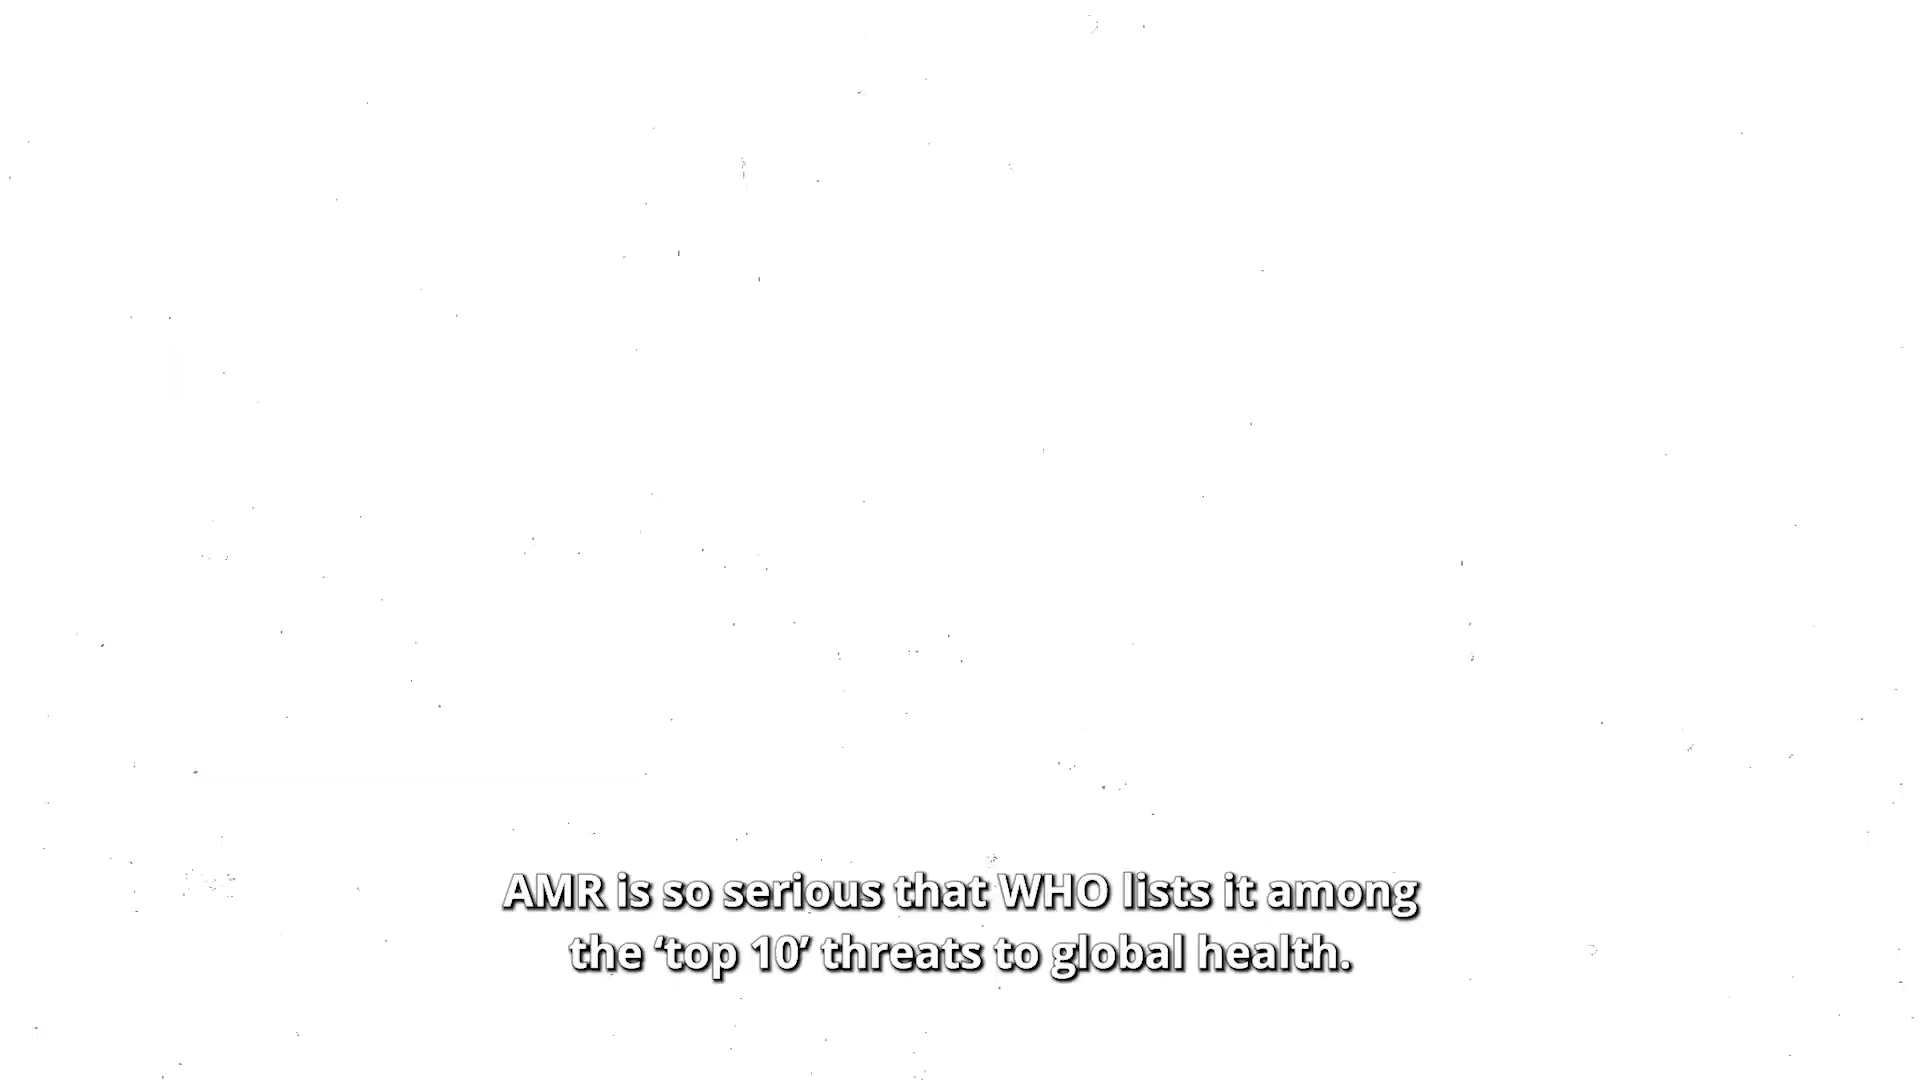 AMR is so serious that WHO lists it among
the ‘top 10’ threats to global health.